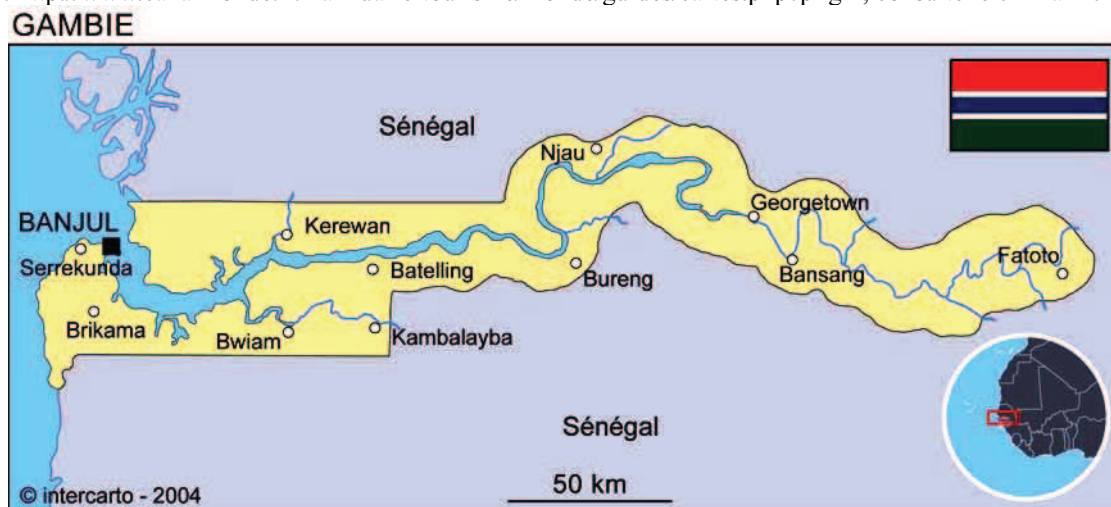 GAMBIE
Sénégal
Njau
Georgetown
BANJUL
Kerewan
Serrekunda
Batelling
Bureng
Bansang
Fatoto
Brikama
Bwiam
Kambalayba
Sénégal
50 km
© intercarto - 2004